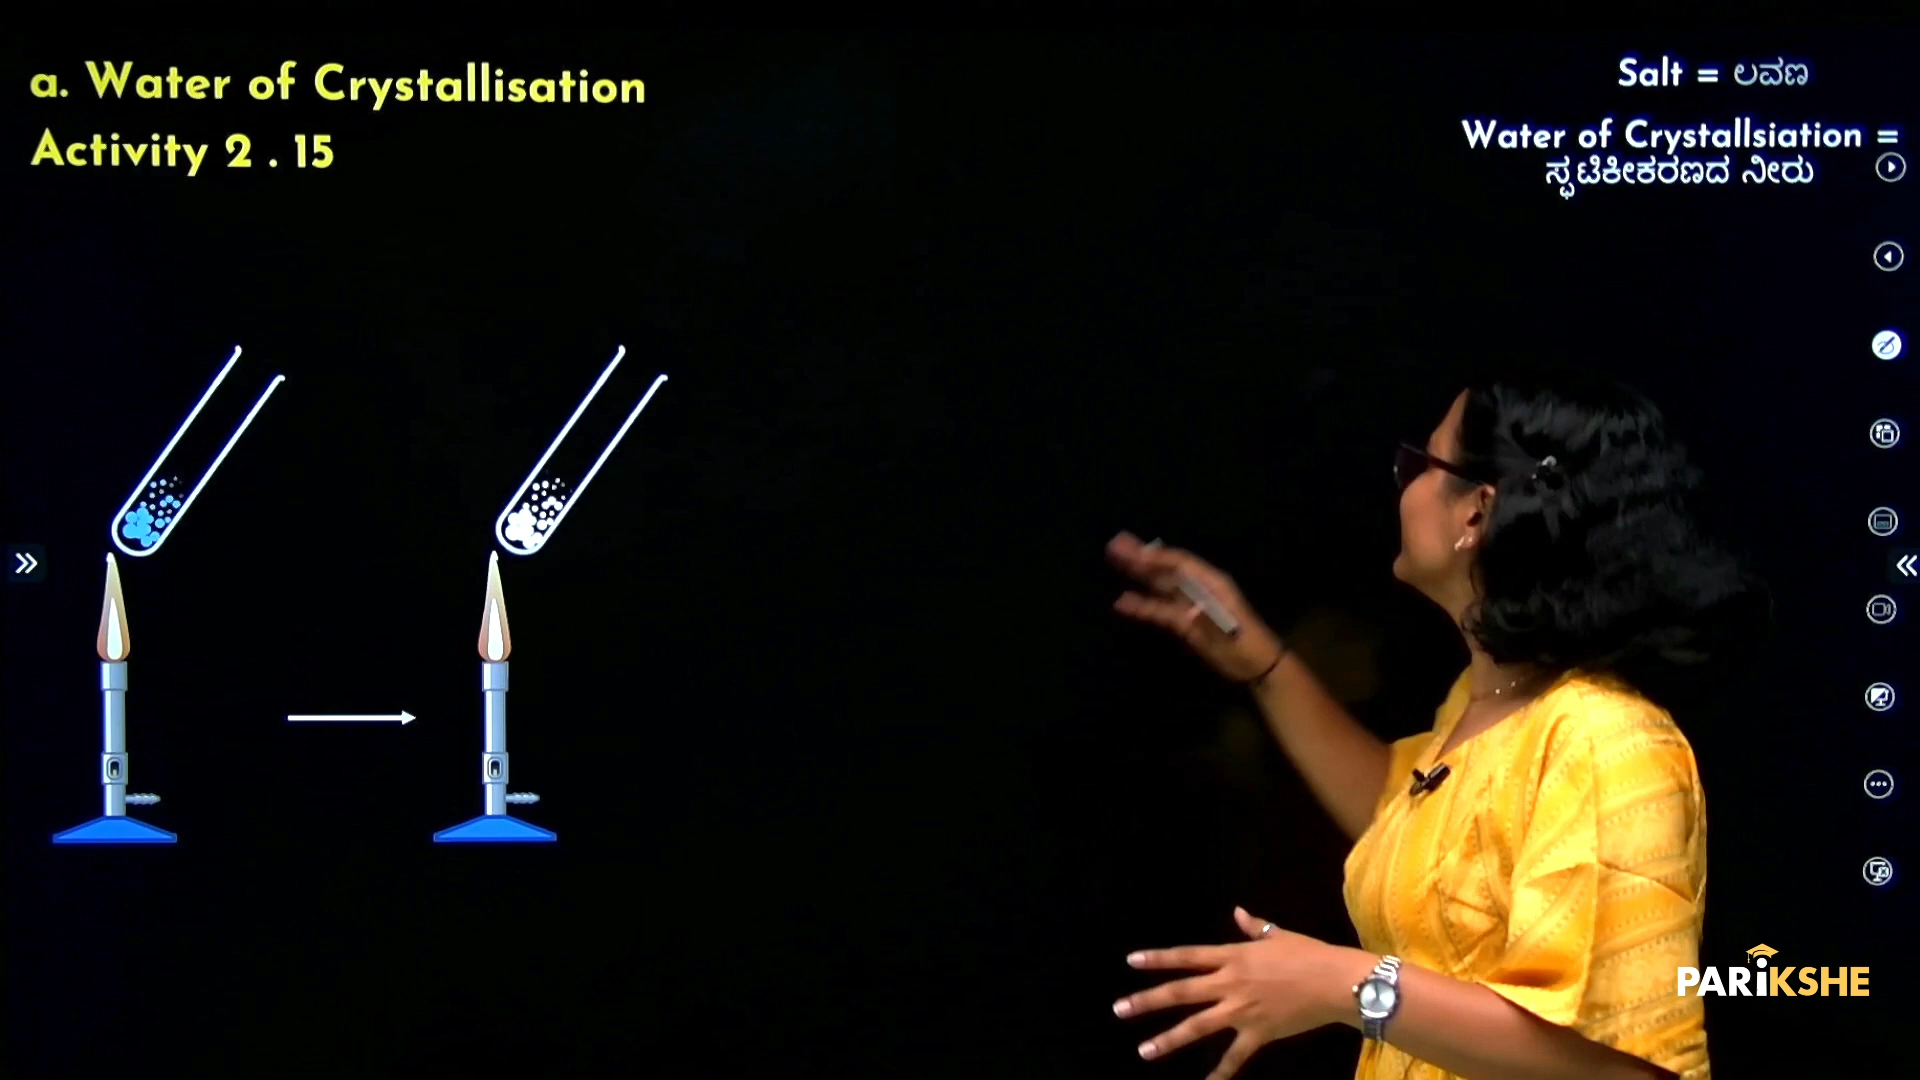 a. Water of Crystallisation
Activity 2 . 15
Salt = ಲವಣ
Water of Crystallsiation =
ಸ್ಫಟಿಕೀಕರಣದ ನೀರು
PARiKSHE